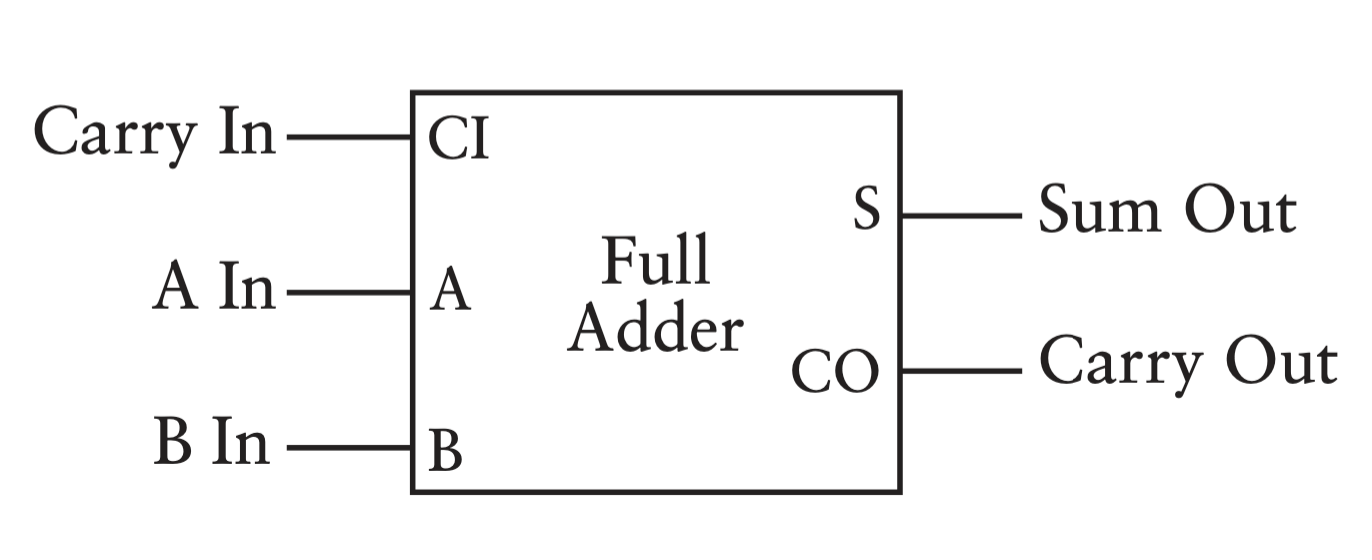 Carry In
CI
A In
A
B In
B
Full
Adder
S
Sum Out
CO
Carry Out